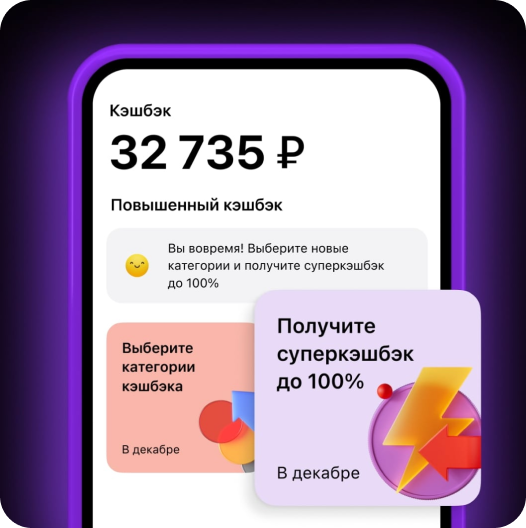 Кэшбэк
32 735 ₽
Повышенный кэшбэк
Вы вовремя! Выберите новые
категории и получите суперкэшбэк
до 100%
Выберите
категории
кэшбэка
В декабре
Получите
суперкэшбэк
до 100%
В декабре